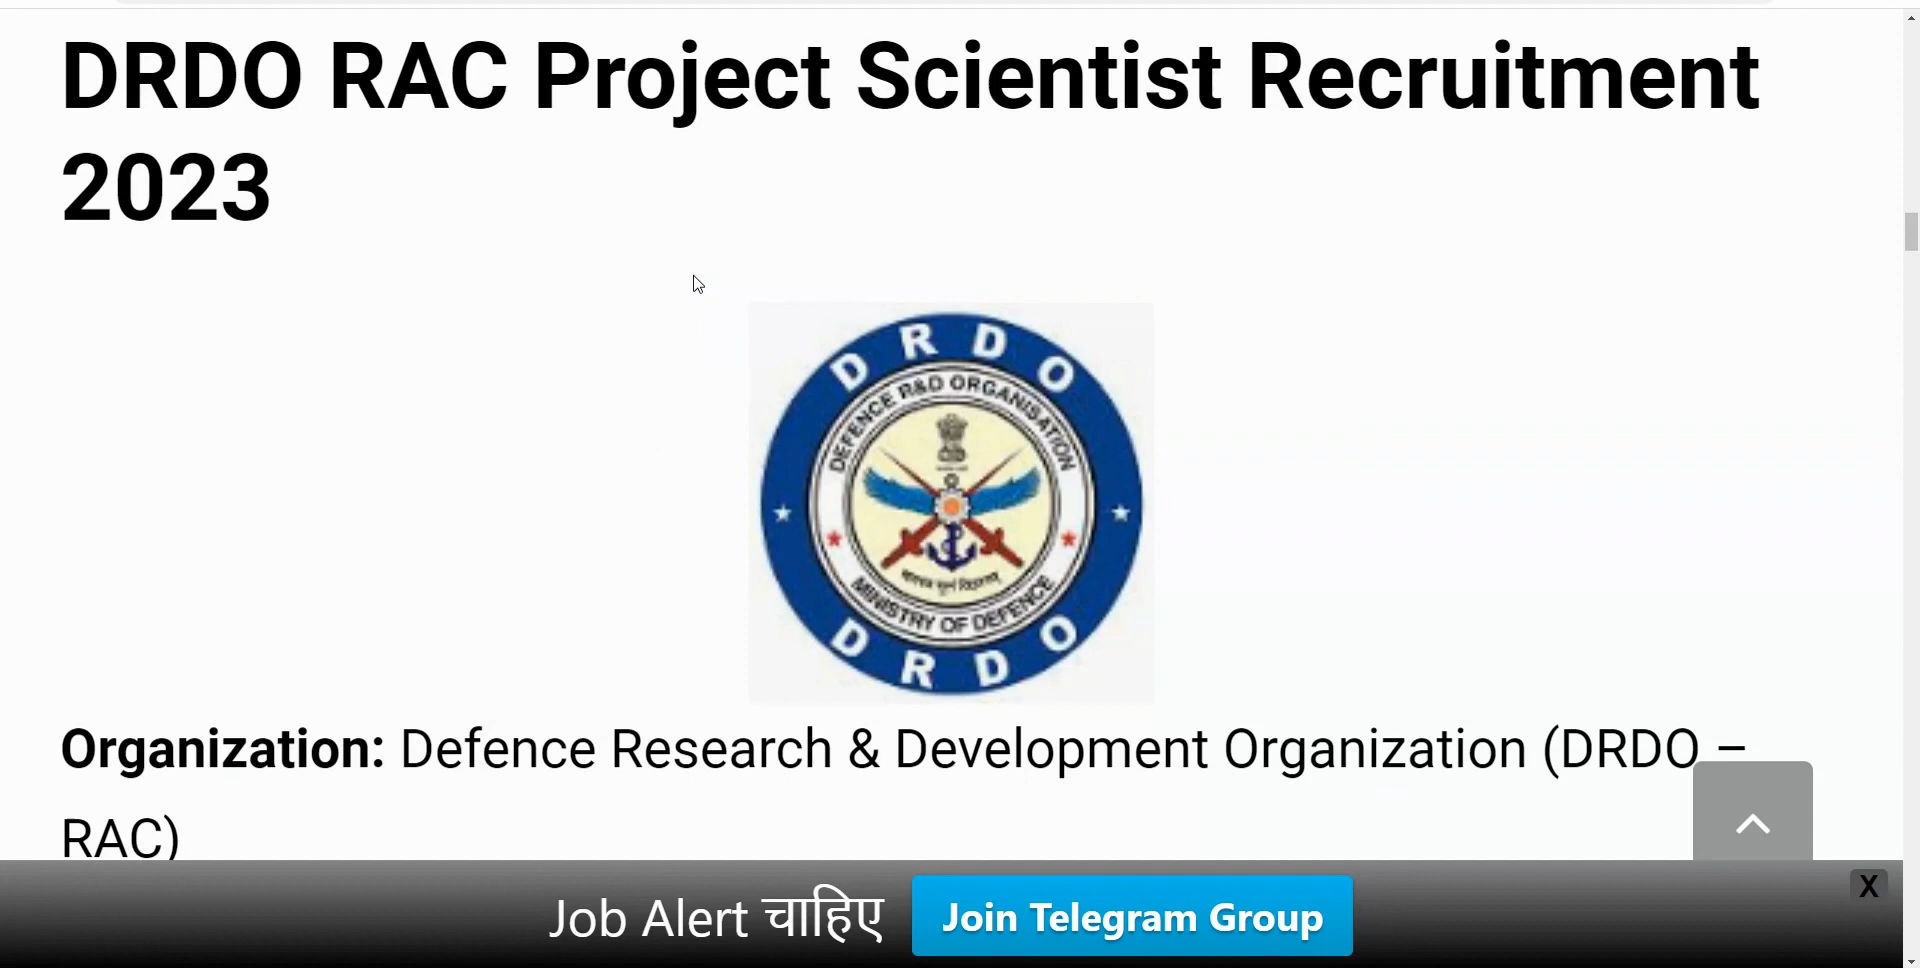 DRDO RAC Project Scientist Recruitment
2023
D R D O
DEFENCE R&D ORGANISATION
MINISTRY OF DEFENCE
D R D O
Organization: Defence Research & Development Organization (DRDO –
RAC)
Job Alert चाहिए
Join Telegram Group
X